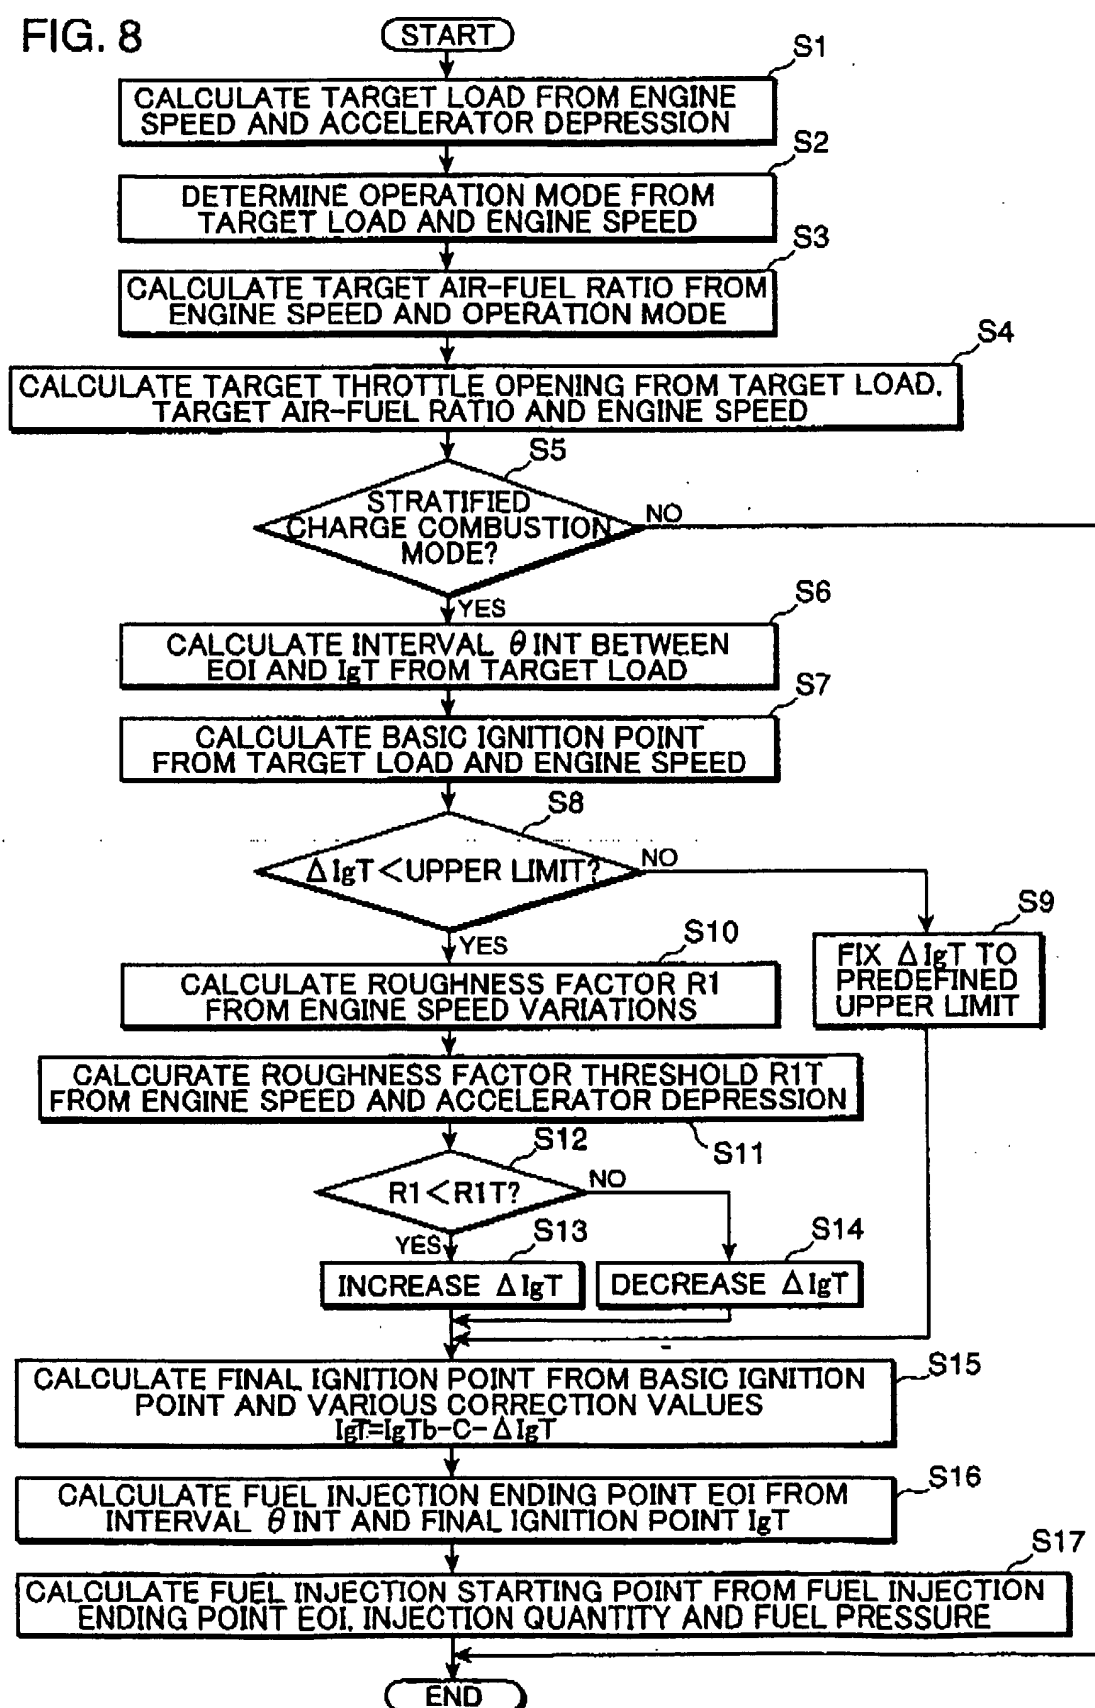 FIG. 8
START
S1
CALCULATE TARGET LOAD FROM ENGINE
SPEED AND ACCELERATOR DEPRESSION
S2
DETERMINE OPERATION MODE FROM
TARGET LOAD AND ENGINE SPEED
S3
CALCULATE TARGET AIR-FUEL RATIO FROM
ENGINE SPEED AND OPERATION MODE
S4
CALCULATE TARGET THROTTLE OPENING FROM TARGET LOAD,
TARGET AIR-FUEL RATIO AND ENGINE SPEED
S5
STRATIFIED
CHARGE COMBUSTION
MODE?
NO
YES
S6
CALCULATE INTERVAL θ INT BETWEEN
EOI AND IgT FROM TARGET LOAD
S7
CALCULATE BASIC IGNITION POINT
FROM TARGET LOAD AND ENGINE SPEED
S8
Δ IgT < UPPER LIMIT?
NO
YES
S9
FIX Δ IgT TO
PREDEFINED
UPPER LIMIT
S10
CALCULATE ROUGHNESS FACTOR R1
FROM ENGINE SPEED VARIATIONS
CALCURATE ROUGHNESS FACTOR THRESHOLD R1T
FROM ENGINE SPEED AND ACCELERATOR DEPRESSION
S11
S12
R1 < R1T?
NO
YES
S13
INCREASE Δ IgT
S14
DECREASE Δ IgT
S15
CALCULATE FINAL IGNITION POINT FROM BASIC IGNITION
POINT AND VARIOUS CORRECTION VALUES
IgT=IgTb-C-Δ IgT
S16
CALCULATE FUEL INJECTION ENDING POINT EOI FROM
INTERVAL θ INT AND FINAL IGNITION POINT IgT
S17
CALCULATE FUEL INJECTION STARTING POINT FROM FUEL INJECTION
ENDING POINT EOI, INJECTION QUANTITY AND FUEL PRESSURE
END